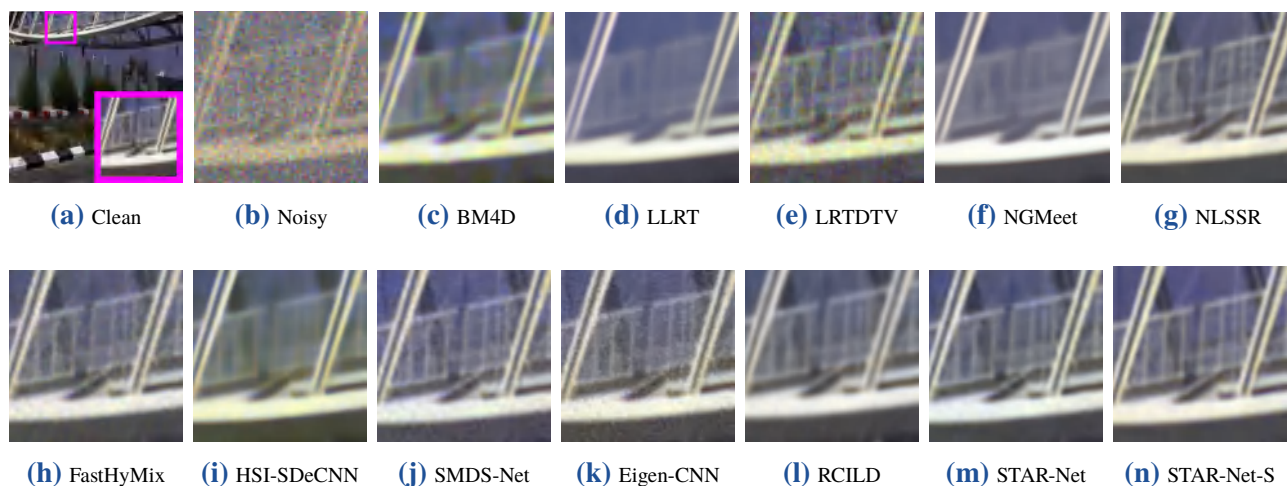 (a) Clean
(b) Noisy
(c) BM4D
(d) LLRT
(e) LRTDTV
(f) NGMeet
(g) NLSSR
(h) FastHyMix
(i) HSI-SDeCNN
(j) SMDS-Net
(k) Eigen-CNN
(l) RCILD
(m) STAR-Net
(n) STAR-Net-S